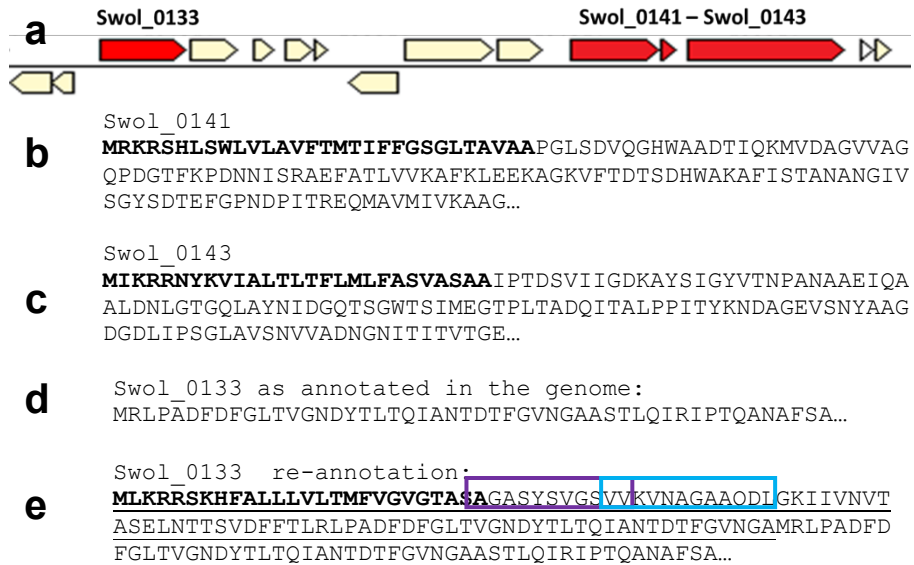 a
Swol_0133
Swol_0141 – Swol_0143
b
Swol_0141
MRKRSHLSWLVLAVFTMTIFFGSGLTAVAAPGLSDVQGHWAADTIQKMVDAGVVAG
QPDGTFKPDNNISRAEFATLVVKAFKLEEKAGKVFTDTSDHWAKAFISTANANGIV
SGYSDTEFGPNDPITREQMAVMIVKAAG…
c
Swol_0143
MIKRRNYKVIALTLTFLMLFASVASAAIPTDSVIIGDKAYSIGYVTNPANAAEIQA
ALDNLGTGQLAYNIDGQTSGWTSIMEGTPLTADQITALPPITYKNDAGEVSNYAAG
DGDLIPSGLAVSNVVADNGNITITVTGE…
d
Swol_0133 as annotated in the genome:
MRLPADFDFGLTVGNDYTLTQIANTDTFGVNGAASTLQIRIPTQANAFSA…
e
Swol_0133 re-annotation:
MLKRRSKHFALLLVLTMFVGVGTASAGASYSVGSVVKVNAGAAQDLGKIIVNVT
ASELNTTSVDFFTLRLPADFDFGLTVGNDYTLTQIANTDTFGVNGAMRLPADFD
FGLTVGNDYTLTQIANTDTFGVNGAASTLQIRIPTQANAFSA…